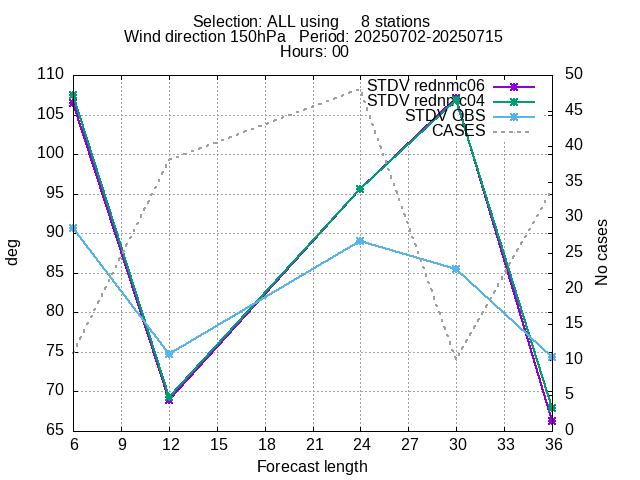 Selection: ALL using 8 stations
Wind direction 150hPa Period: 20250702-20250715
Hours: 00
STDV rednmc06
STDV rednmc04
STDV OBS
CASES
110
105
100
95
90
85
80
75
70
65
50
45
40
35
30
25
20
15
10
5
0
deg
No cases
6 9 12 15 18 21 24 27 30 33 36
Forecast length